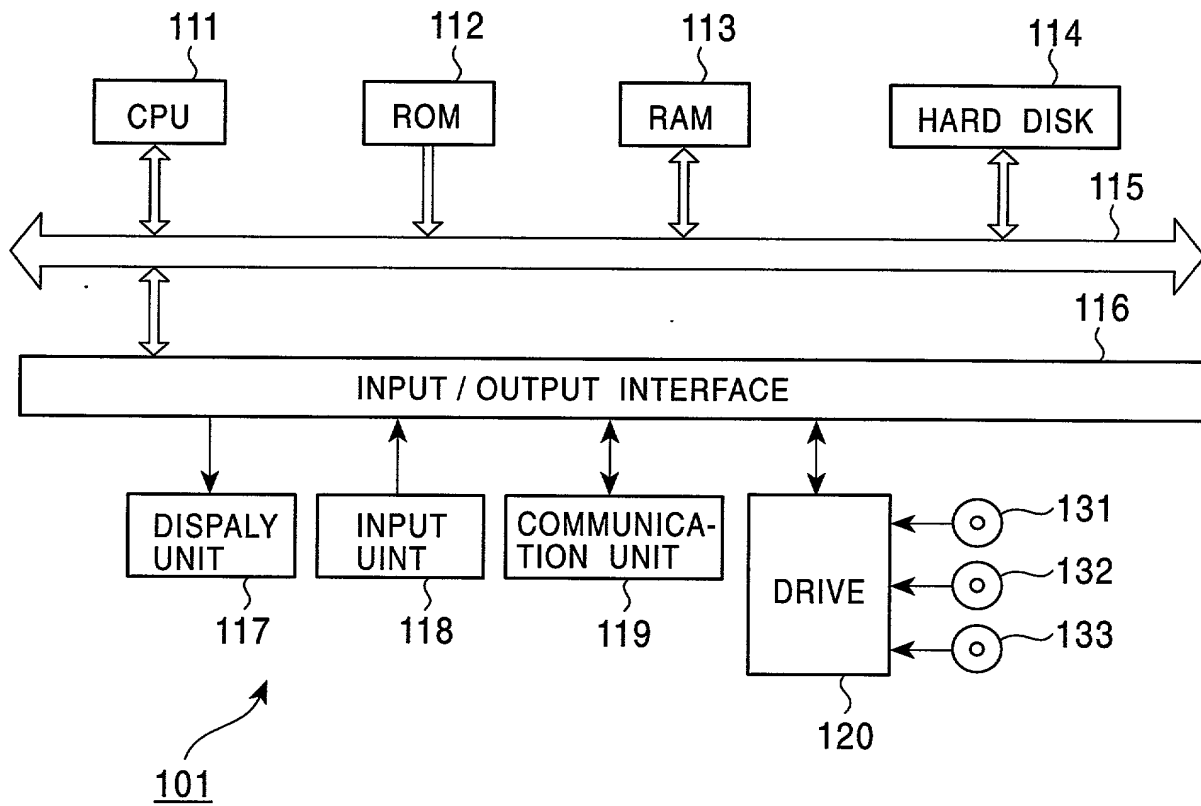 111
112
113
114
CPU
ROM
RAM
HARD DISK
115
116
INPUT / OUTPUT INTERFACE
DISPALY
UNIT
INPUT
UINT
COMMUNICA-
TION UNIT
DRIVE
131
132
133
117
118
119
120
101